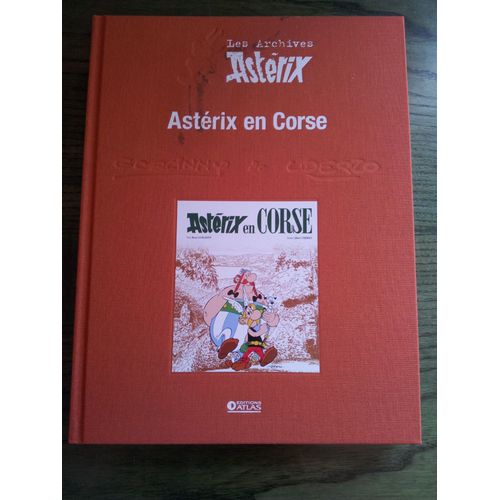 Les Archives
Astérix
Astérix en Corse
GOSCINNY & UDERZO
Astérix en CORSE
EDITIONS
ATLAS